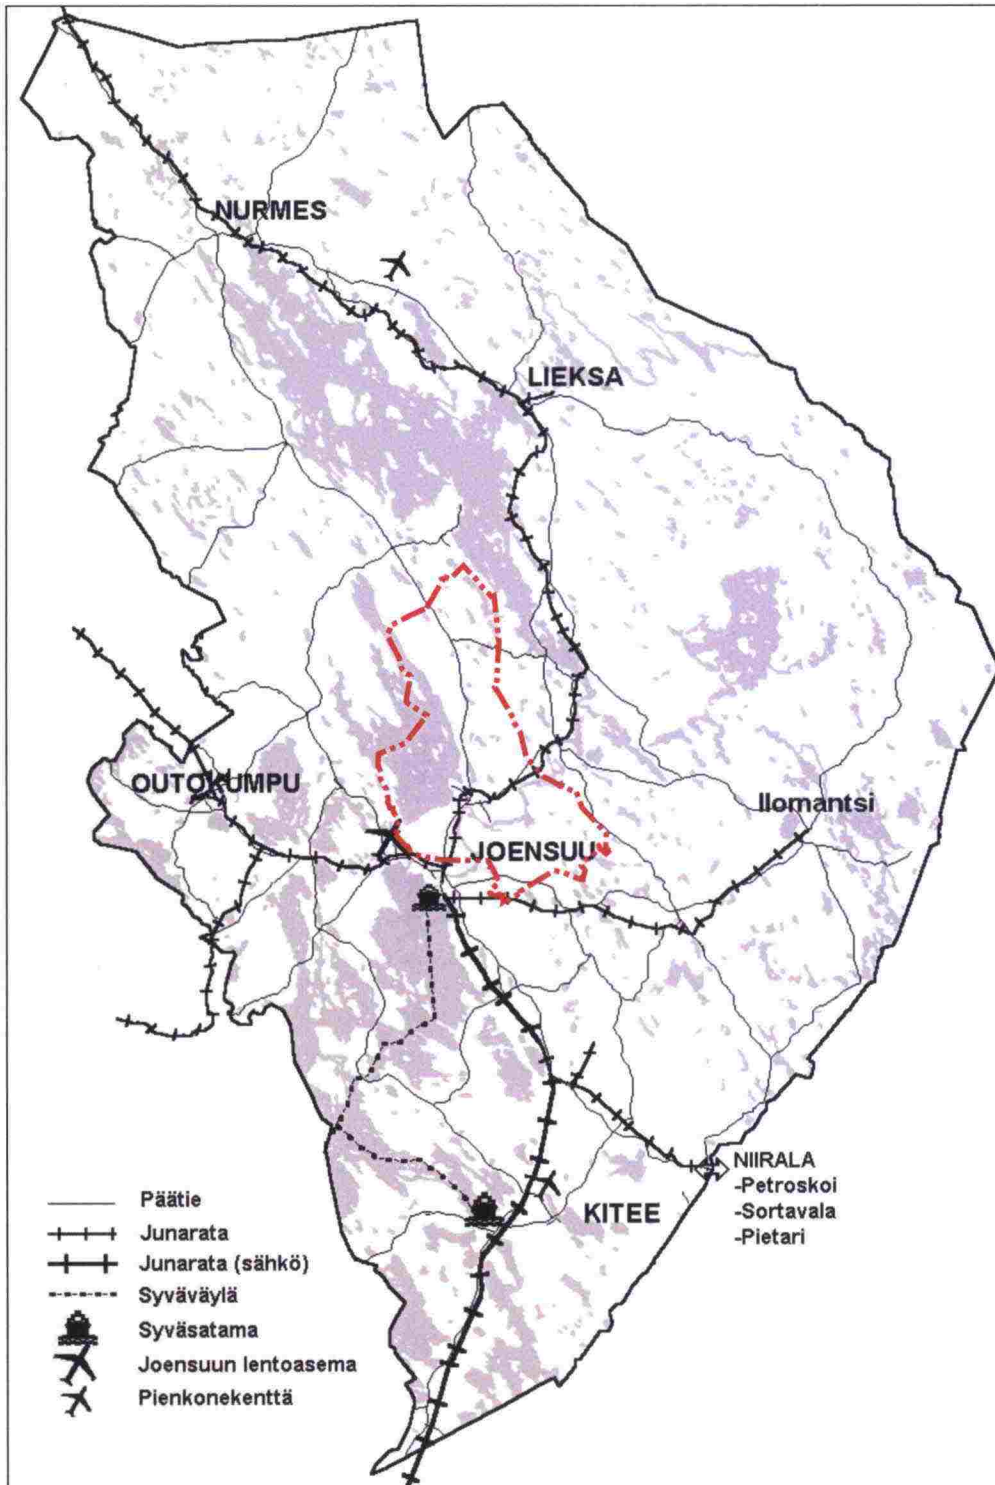 NURMES
LIEKSA
OUTOKUMPU
Ilomantsi
JOENSUU
NIIRALA
-Petroskoi
-Sortavala
-Pietari
KITEE
Päätie
Junarata
Junarata (sähkö)
Syväväylä
Syväsatama
Joensuun lentoasema
Pienkonekenttä